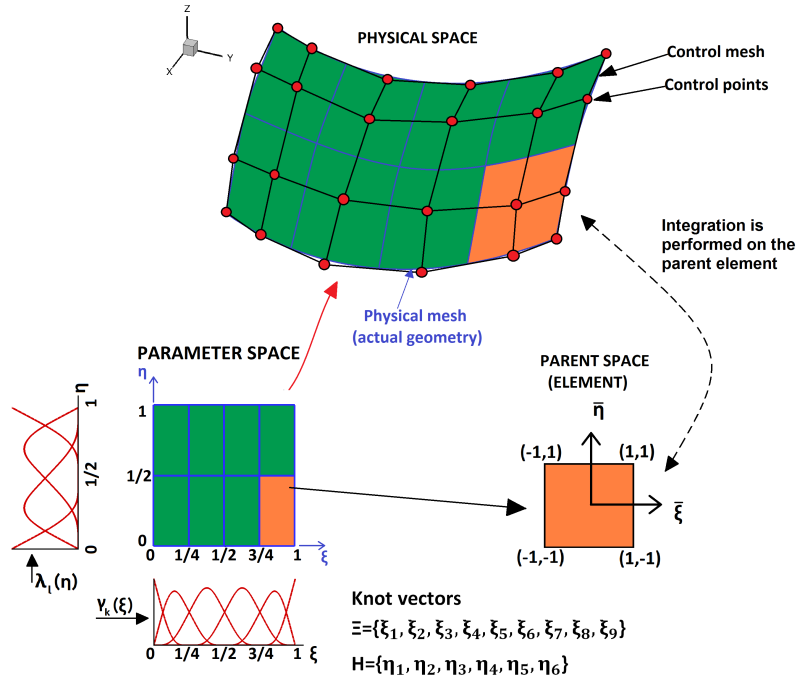 Z
Y
X
PHYSICAL SPACE
Control mesh
Control points
Integration is
performed on the
parent element
Physical mesh
(actual geometry)
PARAMETER SPACE
η
1
1/2
0
0 1/4 1/2 3/4 1 ξ
η
1
1/2
0
λₗ(η)
γₖ(ξ)
0 1/4 1/2 3/4 1 ξ
PARENT SPACE
(ELEMENT)
η̅
(-1,1) (1,1)
ξ̅
(-1,-1) (1,-1)
Knot vectors
Ξ={ξ₁, ξ₂, ξ₃, ξ₄, ξ₅, ξ₆, ξ₇, ξ₈, ξ₉}
H={η₁, η₂, η₃, η₄, η₅, η₆}